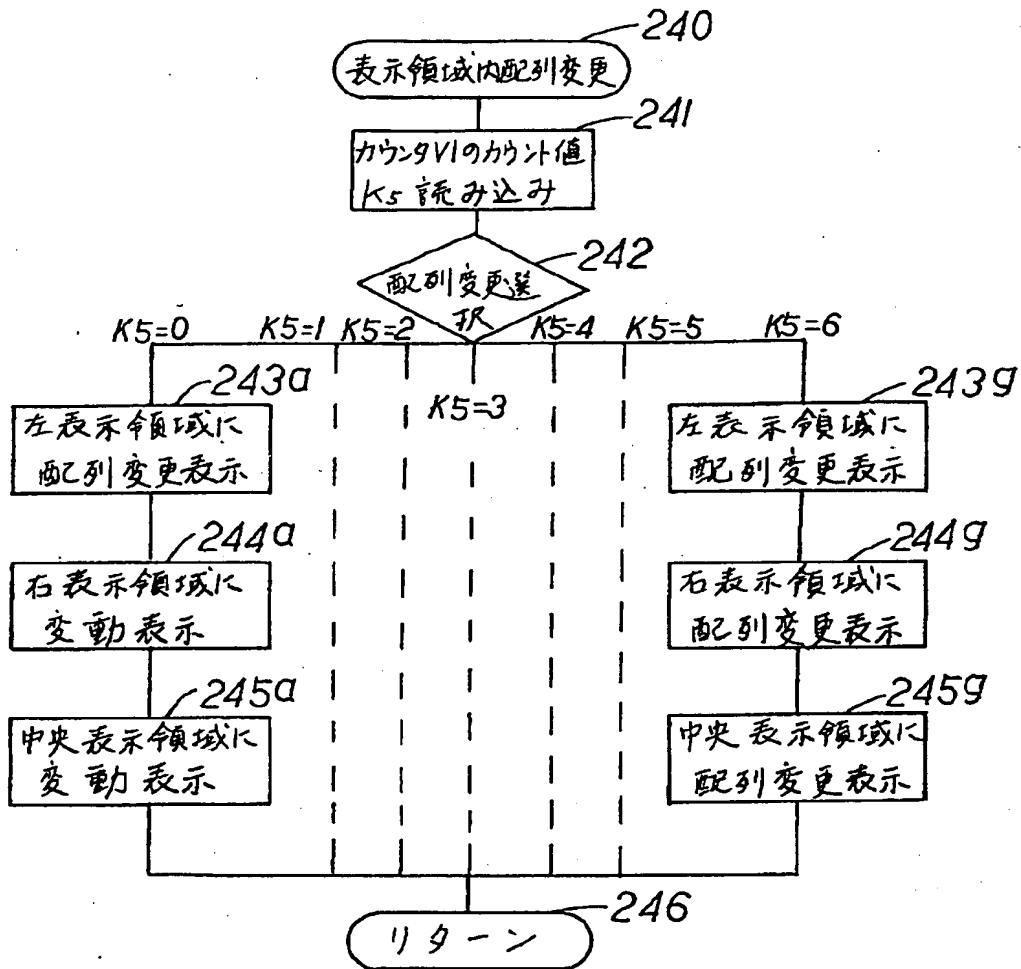 240
表示領域内配列変更
241
カウンタVIのカウント値
K5 読み込み
242
配列変更選
択
K5=0
K5=1
K5=2
K5=3
K5=4
K5=5
K5=6
243a
左表示領域に
配列変更表示
243g
左表示領域に
配列変更表示
244a
右表示領域に
変動表示
244g
右表示領域に
配列変更表示
245a
中央表示領域に
変動表示
245g
中央表示領域に
配列変更表示
246
リターン